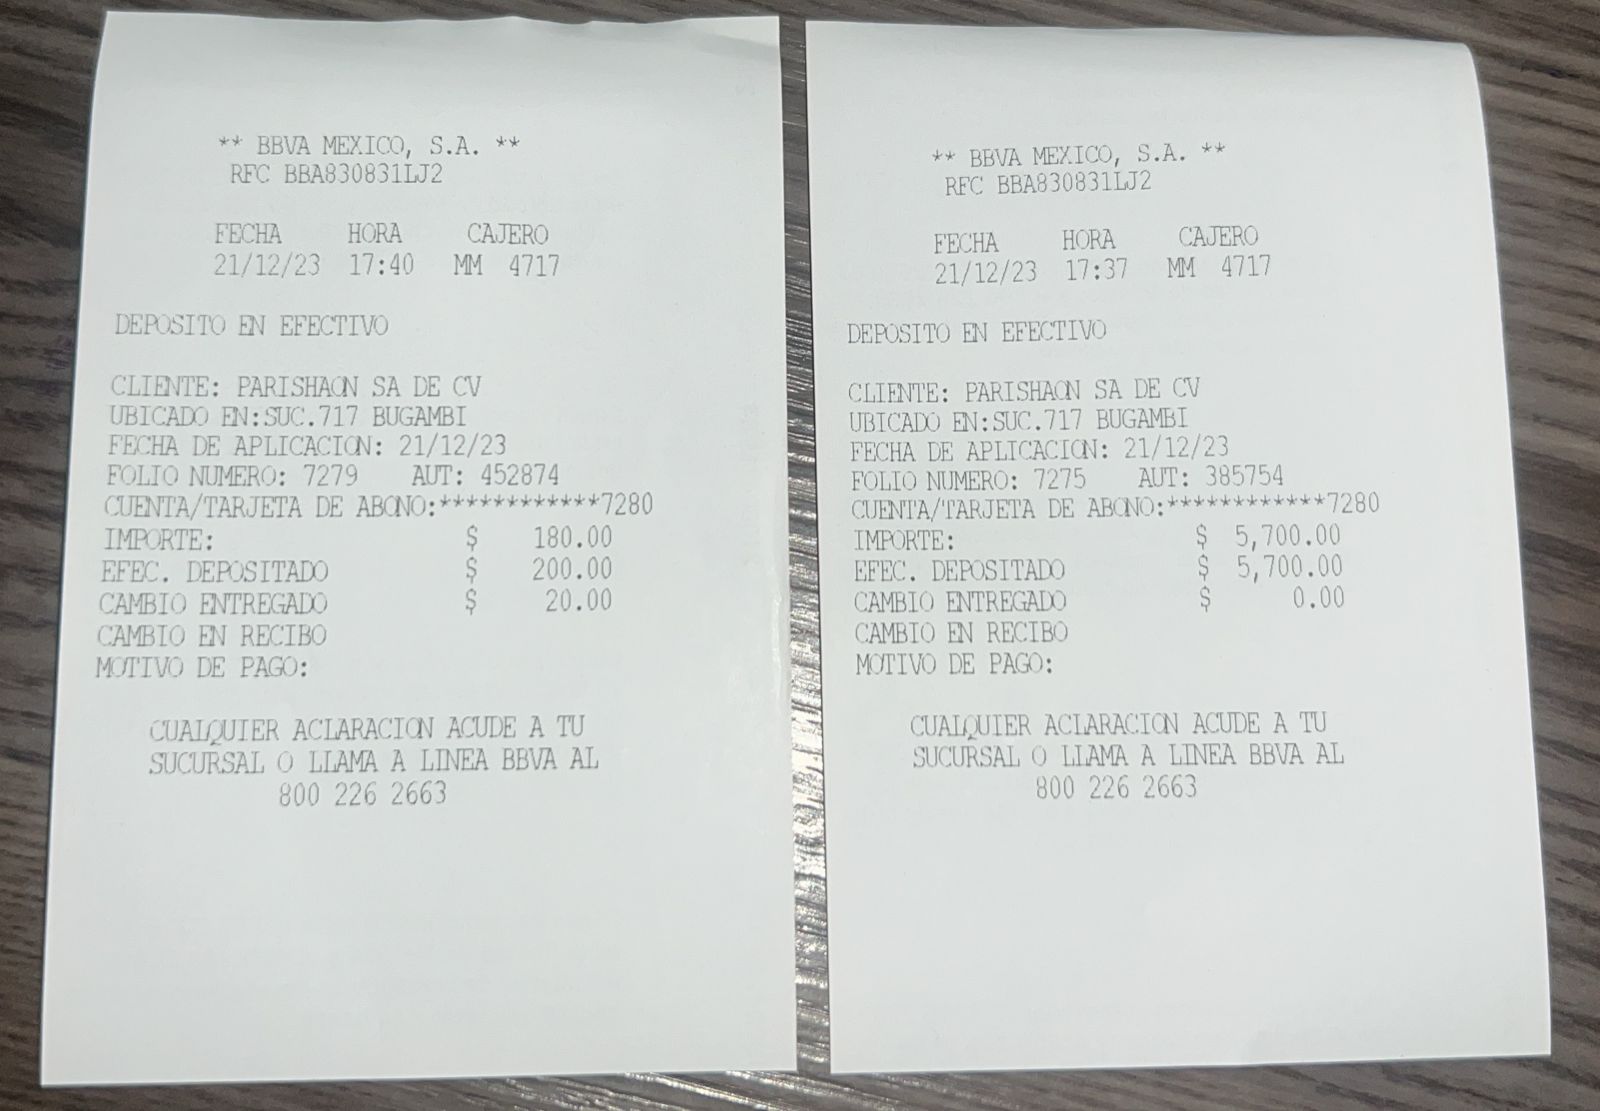 ** BBVA MEXICO, S.A. **
RFC BBA830831LJ2
FECHA HORA CAJERO
21/12/23 17:40 MM 4717
DEPOSITO EN EFECTIVO
CLIENTE: PARISHAON SA DE CV
UBICADO EN:SUC.717 BUGAMBI
FECHA DE APLICACION: 21/12/23
FOLIO NUMERO: 7279 AUT: 452874
CUENTA/TARJETA DE ABONO:************7280
IMPORTE: $ 180.00
EFEC. DEPOSITADO $ 200.00
CAMBIO ENTREGADO $ 20.00
CAMBIO EN RECIBO
MOTIVO DE PAGO:
CUALQUIER ACLARACION ACUDE A TU
SUCURSAL O LLAMA A LINEA BBVA AL
800 226 2663
** BBVA MEXICO, S.A. **
RFC BBA830831LJ2
FECHA HORA CAJERO
21/12/23 17:37 MM 4717
DEPOSITO EN EFECTIVO
CLIENTE: PARISHAON SA DE CV
UBICADO EN:SUC.717 BUGAMBI
FECHA DE APLICACION: 21/12/23
FOLIO NUMERO: 7275 AUT: 385754
CUENTA/TARJETA DE ABONO:************7280
IMPORTE: $ 5,700.00
EFEC. DEPOSITADO $ 5,700.00
CAMBIO ENTREGADO $ 0.00
CAMBIO EN RECIBO
MOTIVO DE PAGO:
CUALQUIER ACLARACION ACUDE A TU
SUCURSAL O LLAMA A LINEA BBVA AL
800 226 2663